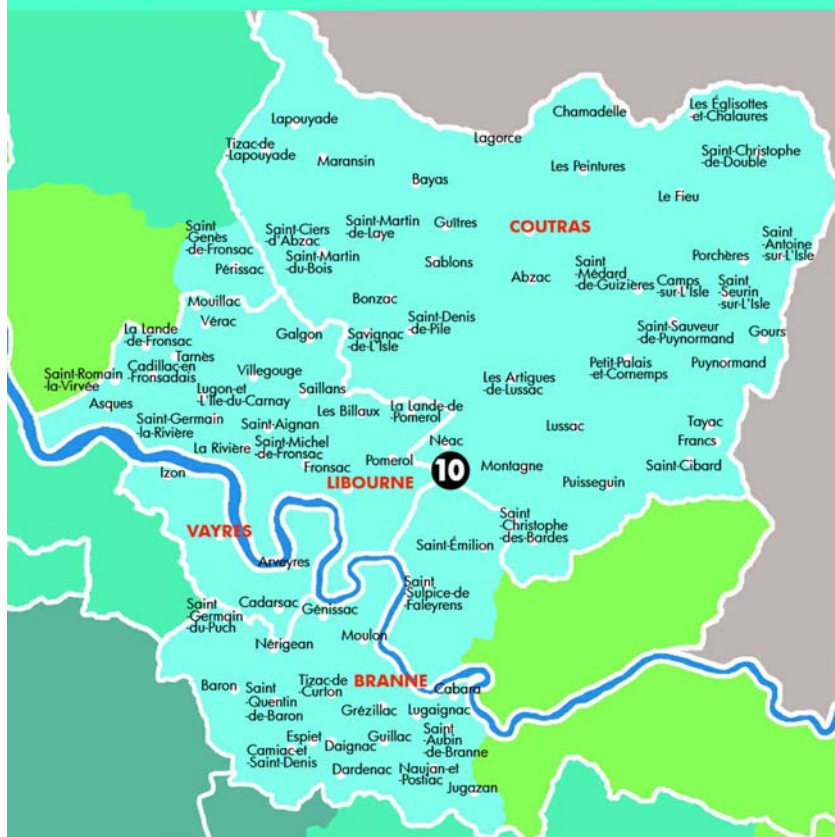 Lapouyade
Chamadelle
Les Églisottes
et-Chalaures
Tizac-de
-Lapouyade
Maransin
Lagorce
Saint-Christophe
-de-Double
Les Peintures
Bayas
Le Fieu
Saint
-Genès
-de-Fronsac
Saint-Ciers
-d'Abzac
Saint-Martin
-de-Laye
Guîtres
COUTRAS
Saint
-Antoine
-sur-L'Isle
Saint-Martin
-du-Bois
Périssac
Sablons
Abzac
Saint
-Médard
-de-Guizières
Porchères
Camps
-sur-L'Isle
Saint
-Seurin
-sur-L'Isle
Mouillac
Bonzac
Vérac
Saint-Denis
-de-Pile
La Lande
-de-Fronsac
Galgon
Savignac
-de-L'Isle
Saint-Sauveur
-de-Puynormand
Gours
Tarnès
Saint-Romain
-la-Virvée
Cadillac-en
-Fronsadais
Villegouge
Petit-Palais
-et-Cornemps
Puynormand
Les Artigues
-de-Lussac
Lugon-et
-L'Île-du-Carnay
Saillans
Asques
Les Billaux
La Lande-de
-Pomerol
Saint-Germain
-la-Rivière
Saint-Aignan
Lussac
Tayac
Francs
La Rivière
Saint-Michel
-de-Fronsac
Néac
Pomerol
Fronsac
10
Montagne
Saint-Cibard
Izon
LIBOURNE
Puisseguin
VAYRES
Saint
-Christophe
-des-Bardes
Saint-Émilion
Arveyres
Saint
-Sulpice-de
-Faleyrens
Saint
-Germain
-du-Puch
Cadarsac
Génissac
Moulon
Nérigean
BRANNE
Baron
Saint
-Quentin
-de-Baron
Tizac-de
-Curton
Cabara
Grézillac
Lugaignac
Saint
-Aubin
-de-Branne
Espiet
Guillac
Daignac
Camiac-et
-Saint-Denis
Dardenac
Naujan-et
-Postiac
Jugazan